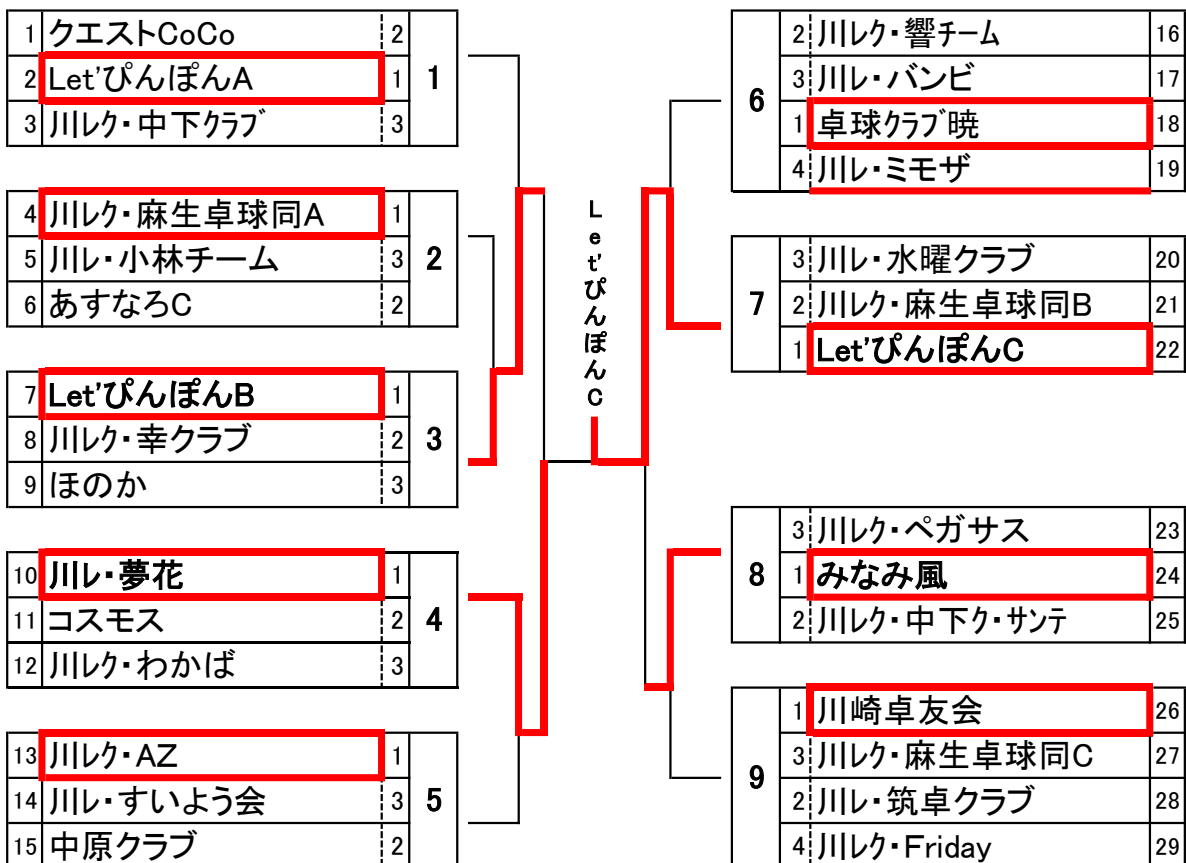 1 クエストCoCo 2
2 Let'ぴんぽんA 1
3 川レク・中下クラブ 3
1
4 川レク・麻生卓球同A 1
5 川レ・小林チーム 3
6 あすなろC 2
2
7 Let'ぴんぽんB 1
8 川レク・幸クラブ 2
9 ほのか 3
3
10 川レ・夢花 1
11 コスモス 2
12 川レク・わかば 3
4
13 川レク・AZ 1
14 川レ・すいよう会 3
15 中原クラブ 2
5
Let'ぴんぽんC
6
2 川レク・響チーム 16
3 川レ・バンビ 17
1 卓球クラブ暁 18
4 川レ・ミモザ 19
7
3 川レ・水曜クラブ 20
2 川レク・麻生卓球同B 21
1 Let'ぴんぽんC 22
8
3 川レク・ペガサス 23
1 みなみ風 24
2 川レク・中下ク・サンテ 25
9
1 川崎卓友会 26
3 川レク・麻生卓球同C 27
2 川レ・筑卓クラブ 28
4 川レク・Friday 29